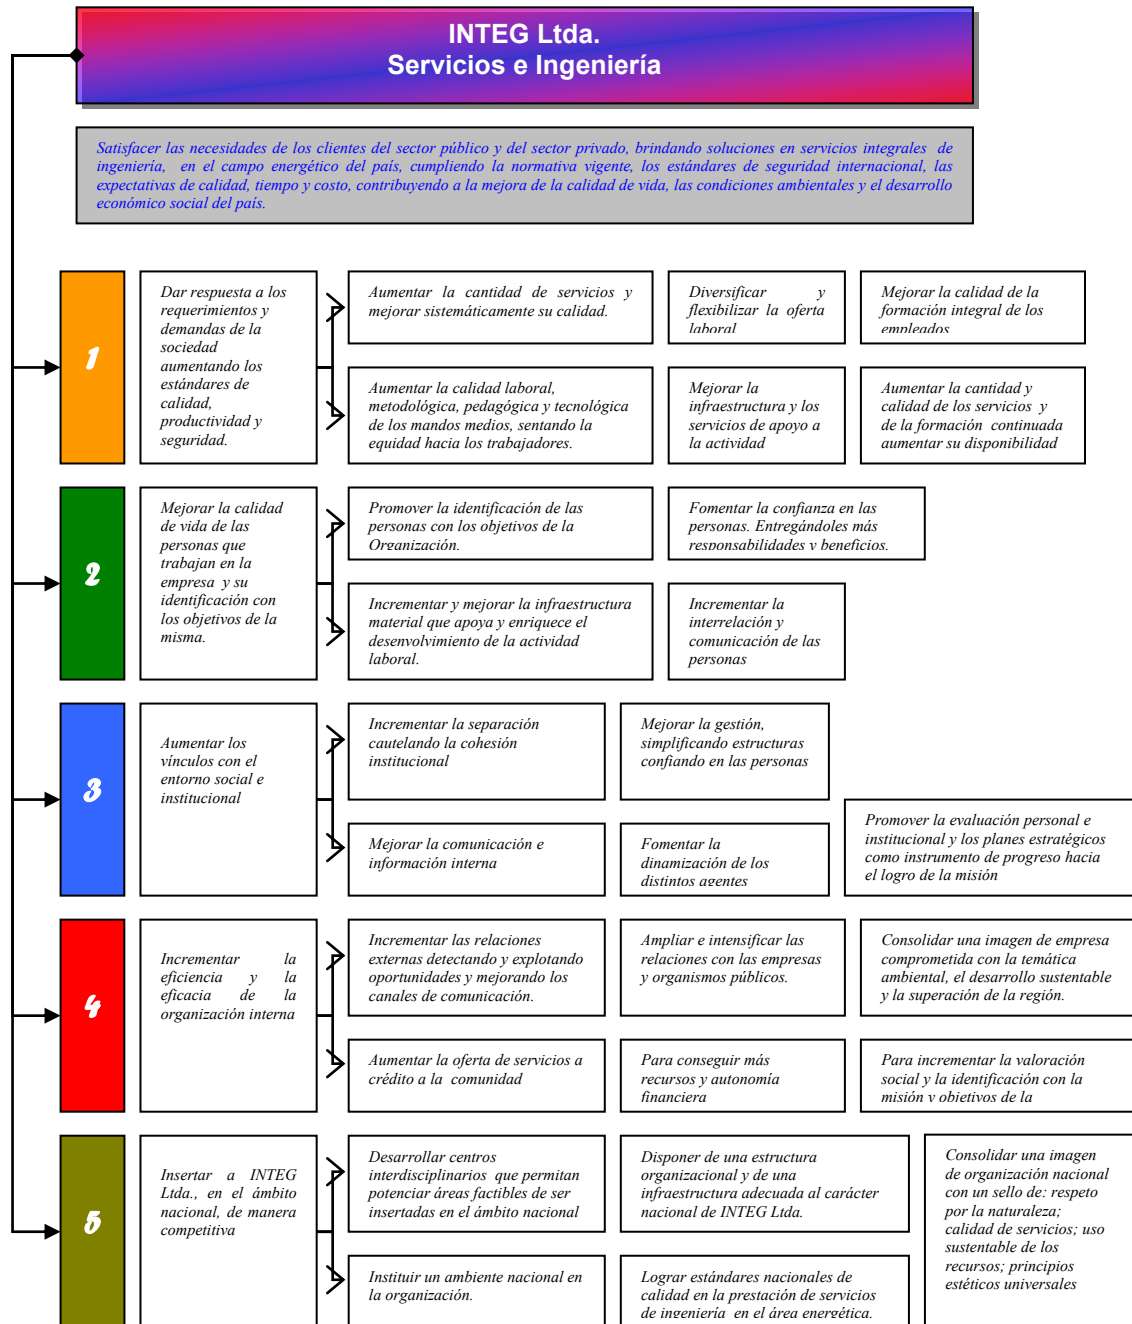 INTEG Ltda.
Servicios e Ingeniería
Satisfacer las necesidades de los clientes del sector público y del sector privado, brindando soluciones en servicios integrales de
ingeniería, en el campo energético del país, cumpliendo la normativa vigente, los estándares de seguridad internacional, las
expectativas de calidad, tiempo y costo, contribuyendo a la mejora de la calidad de vida, las condiciones ambientales y el desarrollo
económico social del país.
1
Dar respuesta a los
requerimientos y
demandas de la
sociedad
aumentando los
estándares de
calidad,
productividad y
seguridad.
Aumentar la cantidad de servicios y
mejorar sistemáticamente su calidad.
Diversificar y
flexibilizar la oferta
laboral
Mejorar la calidad de la
formación integral de los
empleados
Aumentar la calidad laboral,
metodológica, pedagógica y tecnológica
de los mandos medios, sentando la
equidad hacia los trabajadores.
Mejorar la
infraestructura y los
servicios de apoyo a
la actividad
Aumentar la cantidad y
calidad de los servicios y
de la formación continuada
aumentar su disponibilidad
2
Mejorar la calidad
de vida de las
personas que
trabajan en la
empresa y su
identificación con
los objetivos de la
misma.
Promover la identificación de las
personas con los objetivos de la
Organización.
Fomentar la confianza en las
personas. Entregándoles más
responsabilidades y beneficios.
Incrementar y mejorar la infraestructura
material que apoya y enriquece el
desenvolvimiento de la actividad
laboral.
Incrementar la
interrelación y
comunicación de las
personas
3
Aumentar los
vínculos con el
entorno social e
institucional
Incrementar la separación
cautelando la cohesión
institucional
Mejorar la gestión,
simplificando estructuras
confiando en las personas
Mejorar la comunicación e
información interna
Fomentar la
dinamización de los
distintos agentes
Promover la evaluación personal e
institucional y los planes estratégicos
como instrumento de progreso hacia
el logro de la misión
4
Incrementar la
eficiencia y la
eficacia de la
organización interna
Incrementar las relaciones
externas detectando y explotando
oportunidades y mejorando los
canales de comunicación.
Ampliar e intensificar las
relaciones con las empresas
y organismos públicos.
Consolidar una imagen de empresa
comprometida con la temática
ambiental, el desarrollo sustentable
y la superación de la región.
Aumentar la oferta de servicios a
crédito a la comunidad
Para conseguir más
recursos y autonomía
financiera
Para incrementar la valoración
social y la identificación con la
misión y objetivos de la
5
Insertar a INTEG
Ltda., en el ámbito
nacional, de manera
competitiva
Desarrollar centros
interdisciplinarios que permitan
potenciar áreas factibles de ser
insertadas en el ámbito nacional
Disponer de una estructura
organizacional y de una
infraestructura adecuada al carácter
nacional de INTEG Ltda.
Consolidar una imagen
de organización nacional
con un sello de: respeto
por la naturaleza;
calidad de servicios; uso
sustentable de los
recursos; principios
estéticos universales
Instituir un ambiente nacional en
la organización.
Lograr estándares nacionales de
calidad en la prestación de servicios
de ingeniería en el área energética.